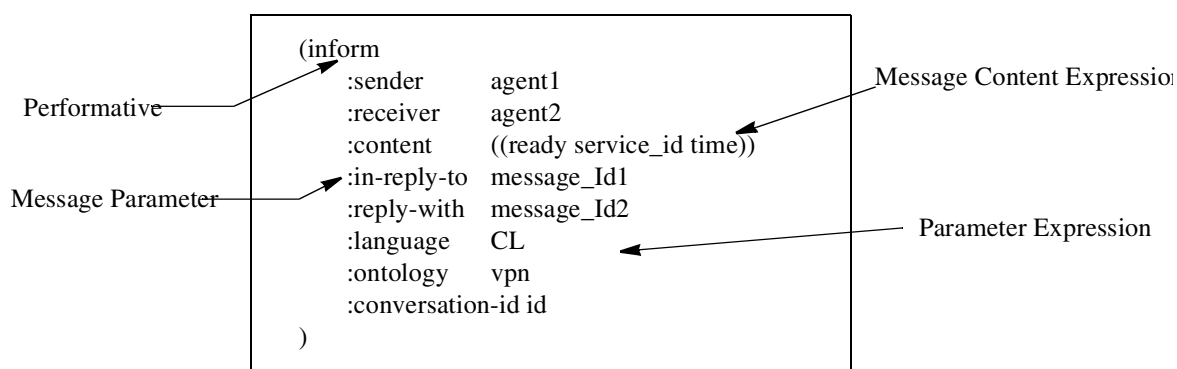 (inform
:sender agent1
:receiver agent2
:content ((ready service_id time))
:in-reply-to message_Id1
:reply-with message_Id2
:language CL
:ontology vpn
:conversation-id id
)
Performative
Message Parameter
Message Content Expression
Parameter Expression